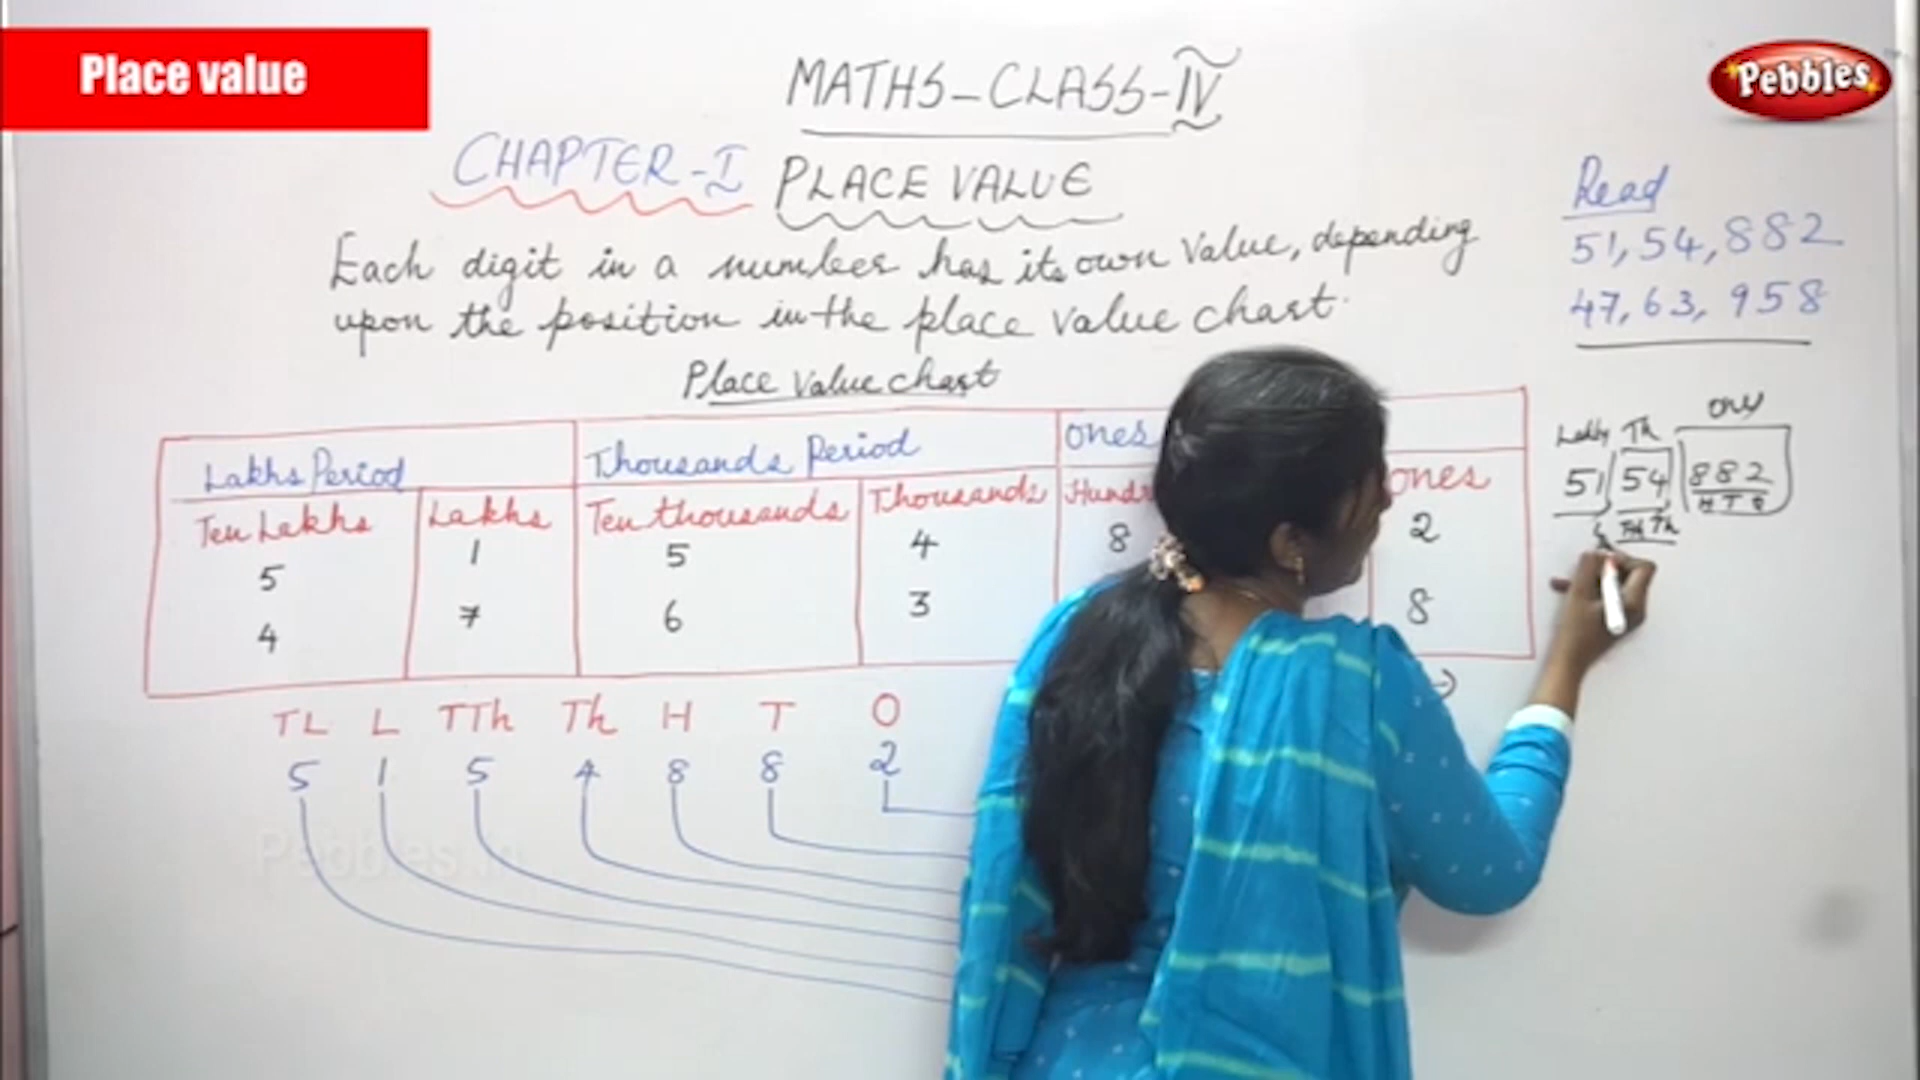 Place value
Pebbles
MATHS-CLASS-IV
CHAPTER-I PLACE VALUE
Each digit in a number has its own value, depending
upon the position in the place value chart.
Place value chart
Lakhs Period Thousands Period ones
Ten Lakhs Lakhs Ten thousands Thousands Hundr ones
5 1 5 4 8 2
4 7 6 3 8
TL L TTh Th H T O
5 1 5 4 8 8 2
Pebbles.in
Read
51,54,882
47,63,958
Th
51 54 882
H T O